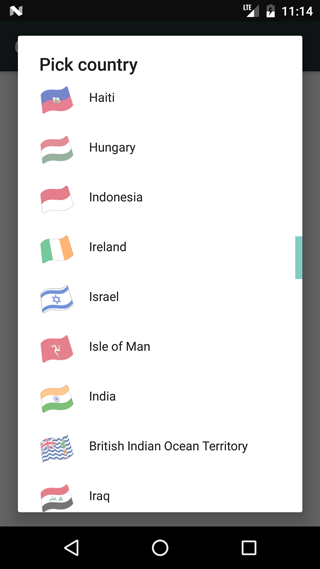 LTE
11:14
Pick country
Haiti
Hungary
Indonesia
Ireland
Israel
Isle of Man
India
British Indian Ocean Territory
Iraq